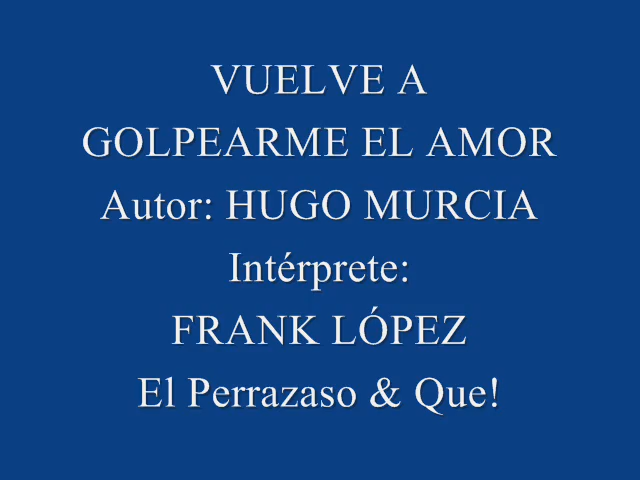 VUELVE A
GOLPEARME EL AMOR
Autor: HUGO MURCIA
Intérprete:
FRANK LÓPEZ
El Perrazaso & Que!